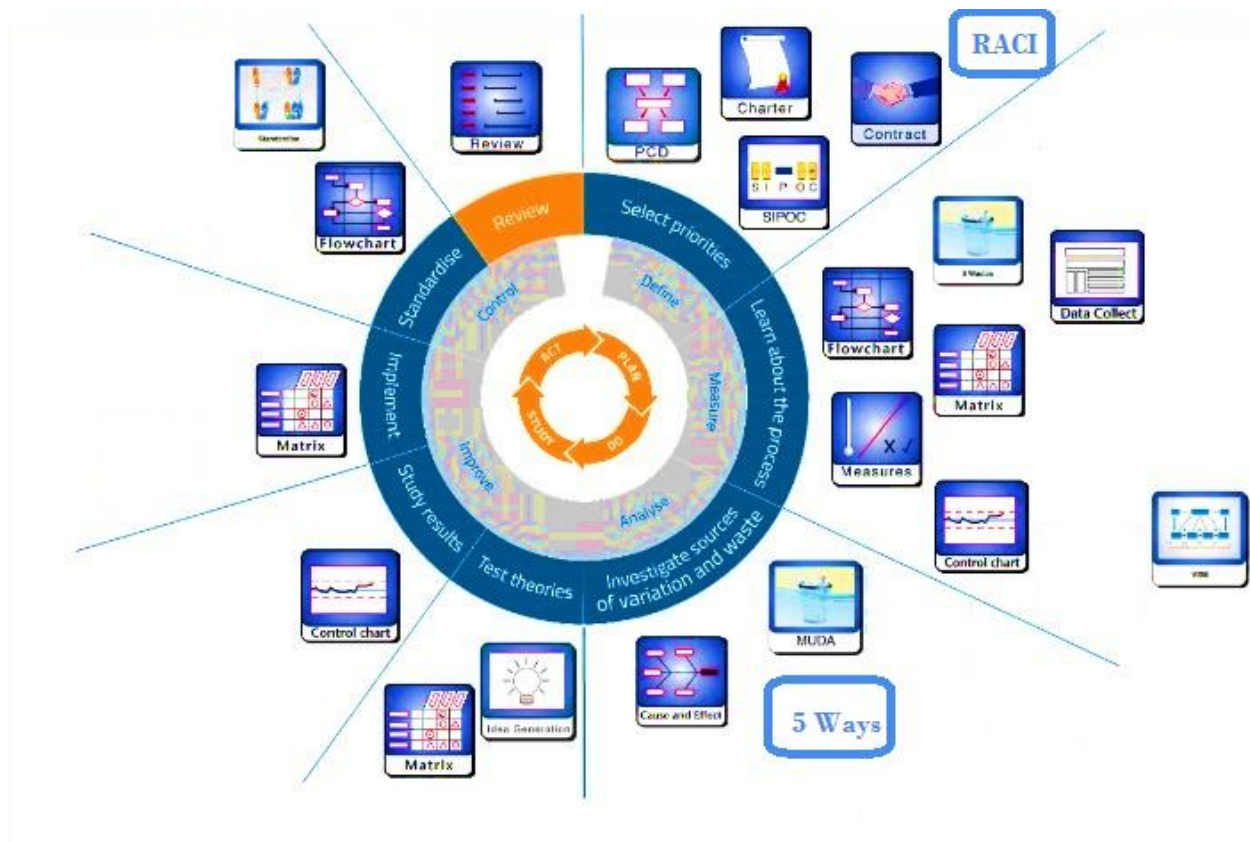 RACI
Charter
Contract
PCD
SIPOC
S I P O C
Review
Standardise
Flowchart
Review
Select priorities
Learn about the process
Investigate sources
of variation and waste
Test theories
Study results
Implement
Standardise
Define
Measure
Analyse
Improve
Control
PLAN
DO
STUDY
ACT
Flowchart
Data Collect
Matrix
Measures
Control chart
MUDA
Cause and Effect
5 Ways
Idea Generation
Matrix
Control chart
Matrix